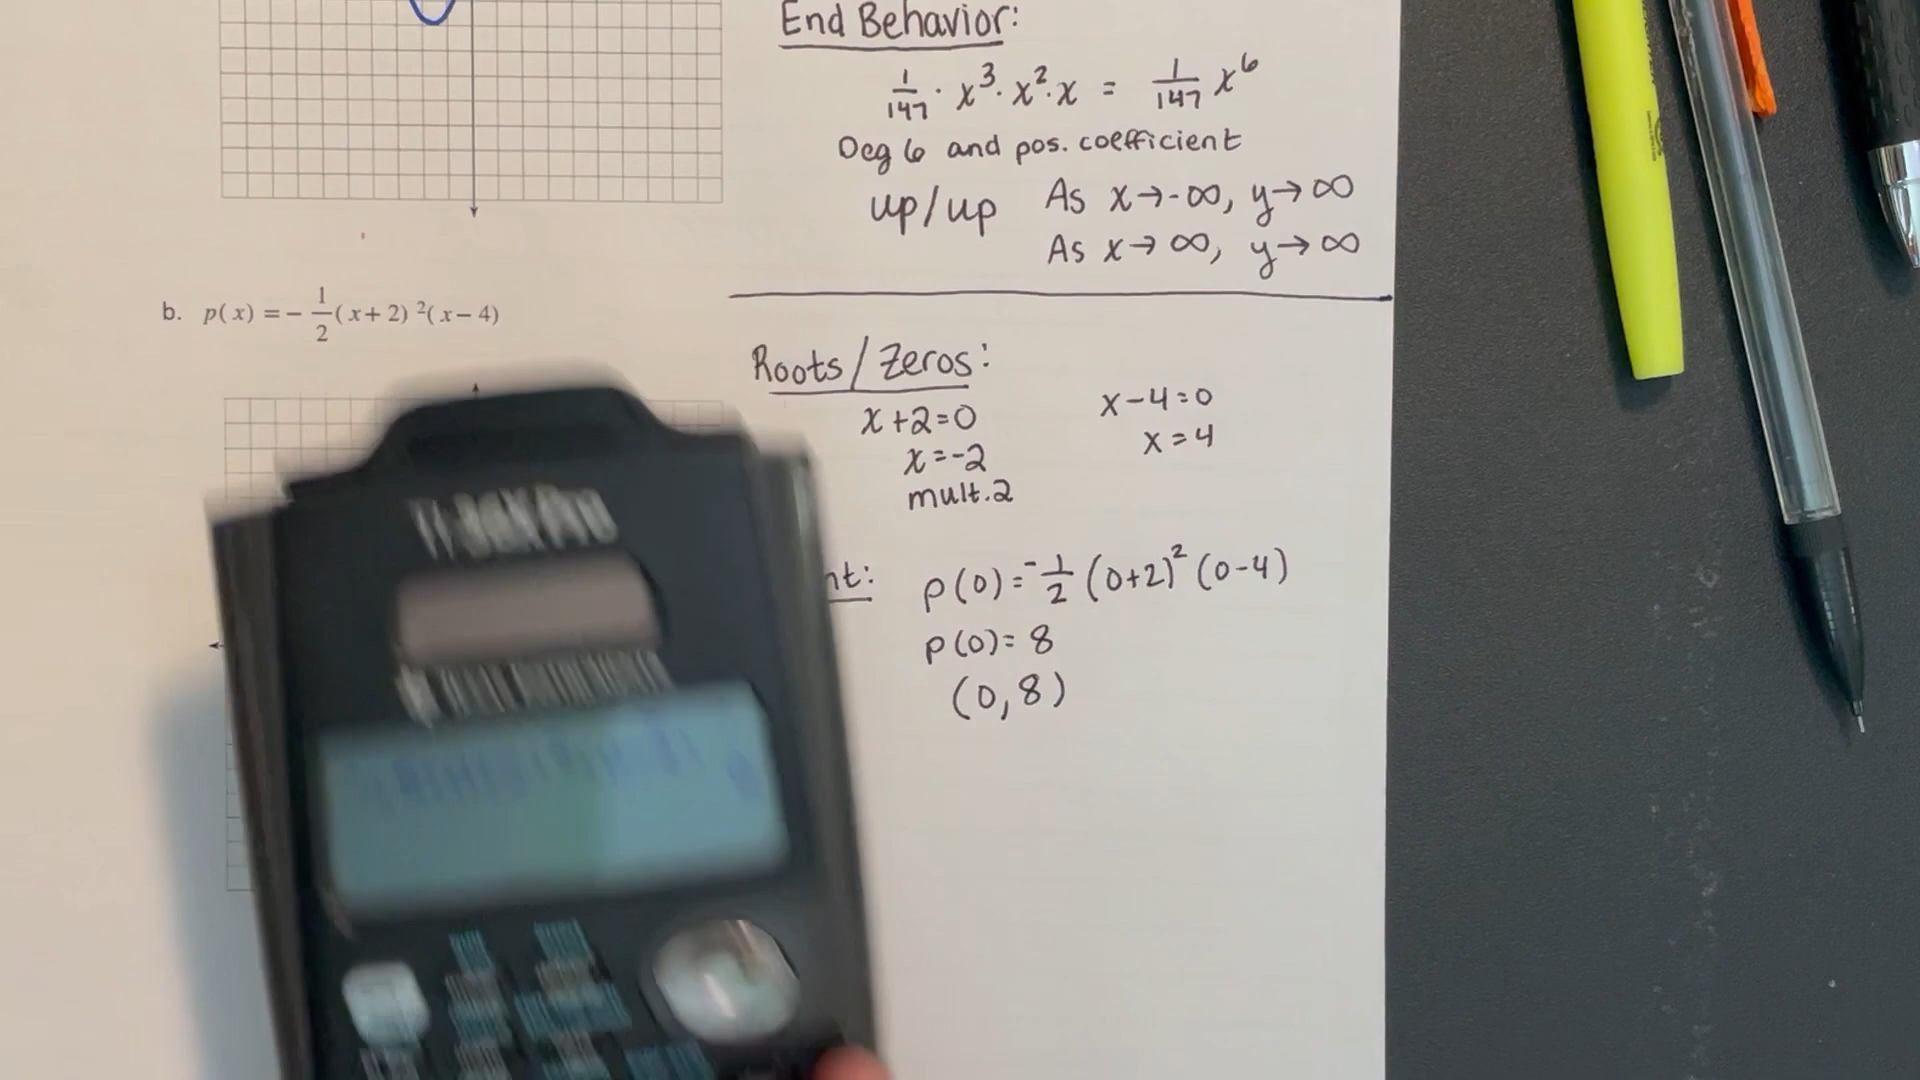 End Behavior:
1/147 · x³ · x² · x = 1/147 x⁶
Deg 6 and pos. coefficient
up/up As x→-∞, y→∞
As x→∞, y→∞
b. p(x) = - 1/2 (x+2)²(x-4)
Roots/Zeros:
x+2=0 x-4=0
x=-2 x=4
mult.2
nt: p(0)=-1/2 (0+2)² (0-4)
p(0)=8
(0,8)